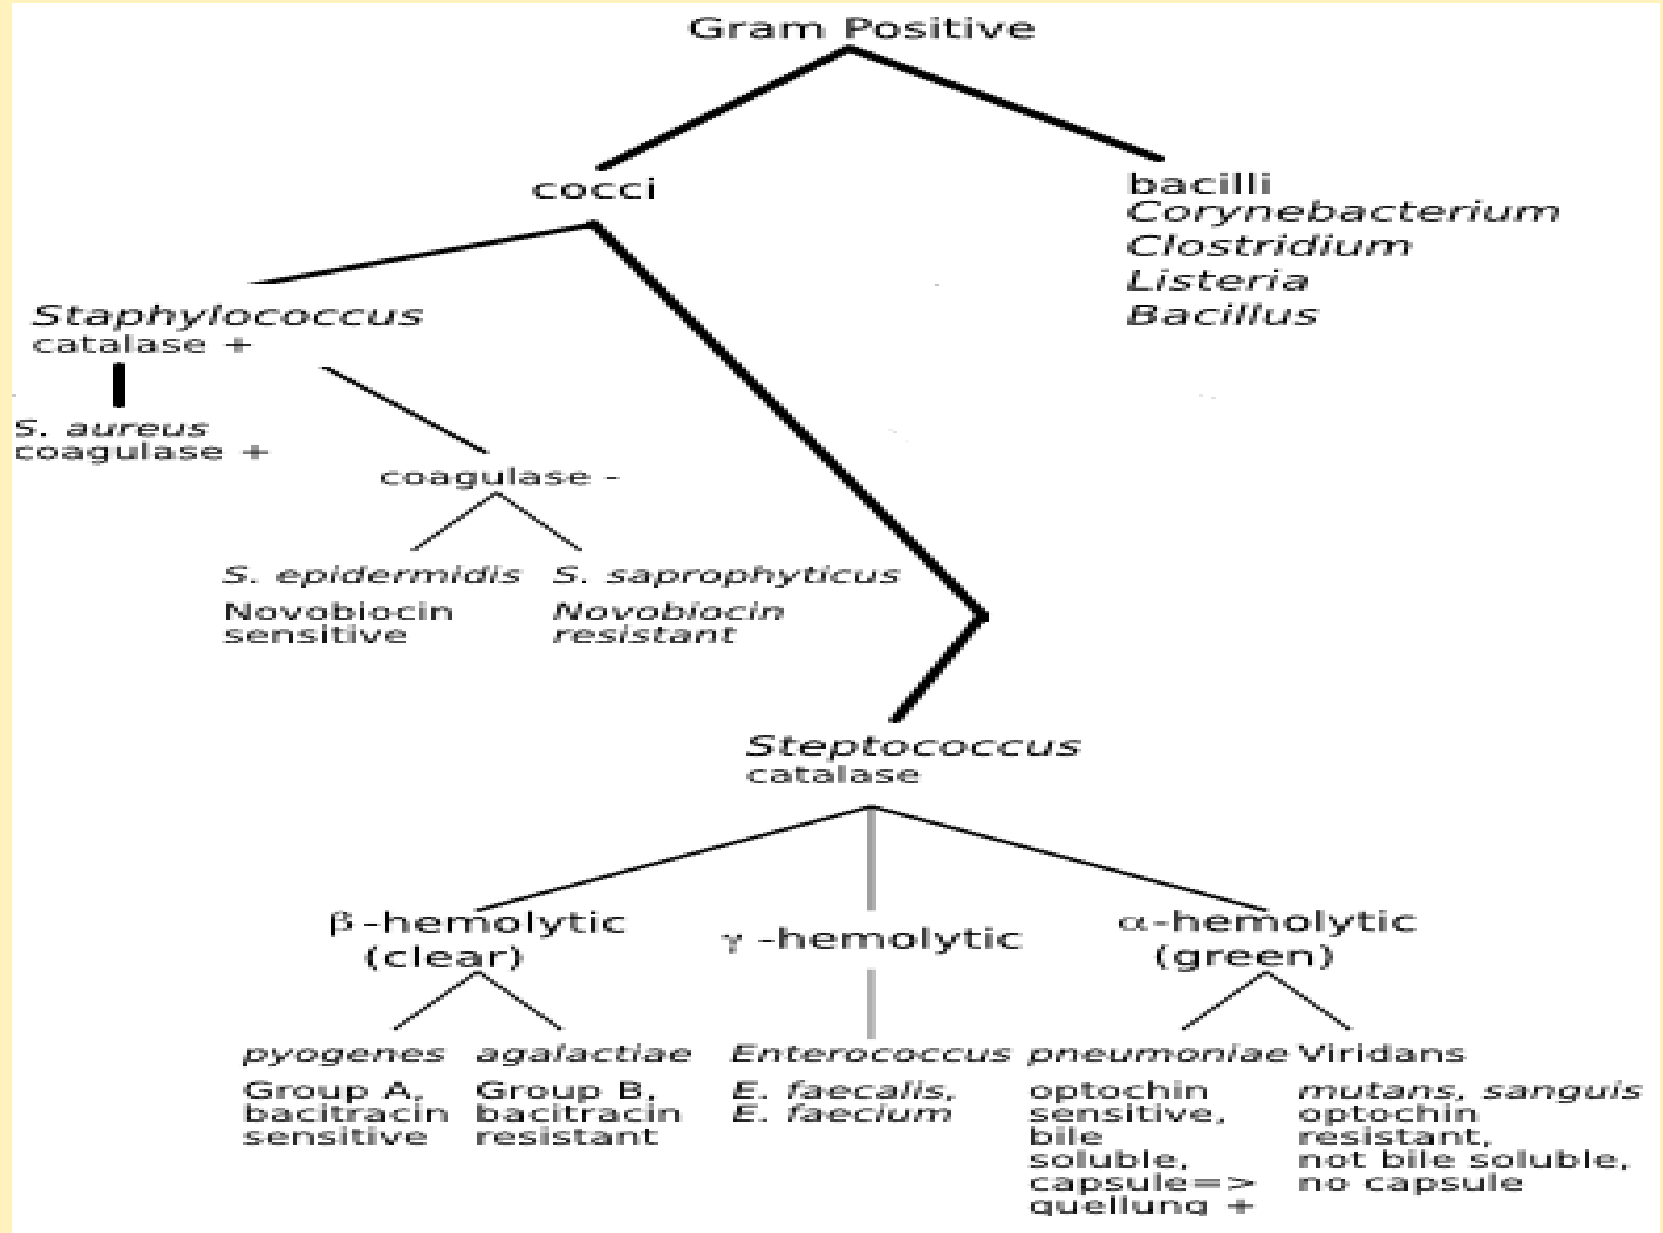 Gram Positive
cocci
bacilli
Corynebacterium
Clostridium
Listeria
Bacillus
Staphylococcus
catalase +
S. aureus
coagulase +
coagulase -
S. epidermidis
Novobiocin
sensitive
S. saprophyticus
Novobiocin
resistant
Steptococcus
catalase
β-hemolytic
(clear)
γ-hemolytic
α-hemolytic
(green)
pyogenes
Group A,
bacitracin
sensitive
agalactiae
Group B,
bacitracin
resistant
Enterococcus
E. faecalis,
E. faecium
pneumoniae
optochin
sensitive,
bile
soluble,
capsule=>
quellung +
Viridans
mutans, sanguis
optochin
resistant,
not bile soluble,
no capsule